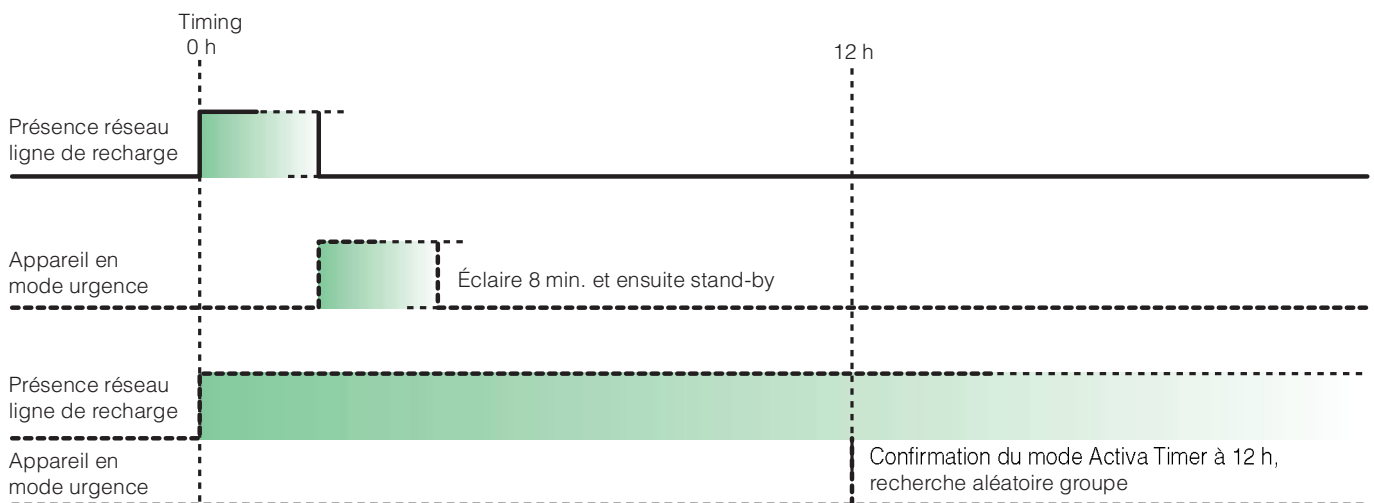 Timing
0 h
12 h
Présence réseau
ligne de recharge
Appareil en
mode urgence
Éclaire 8 min. et ensuite stand-by
Présence réseau
ligne de recharge
Appareil en
mode urgence
Confirmation du mode Activa Timer à 12 h,
recherche aléatoire groupe